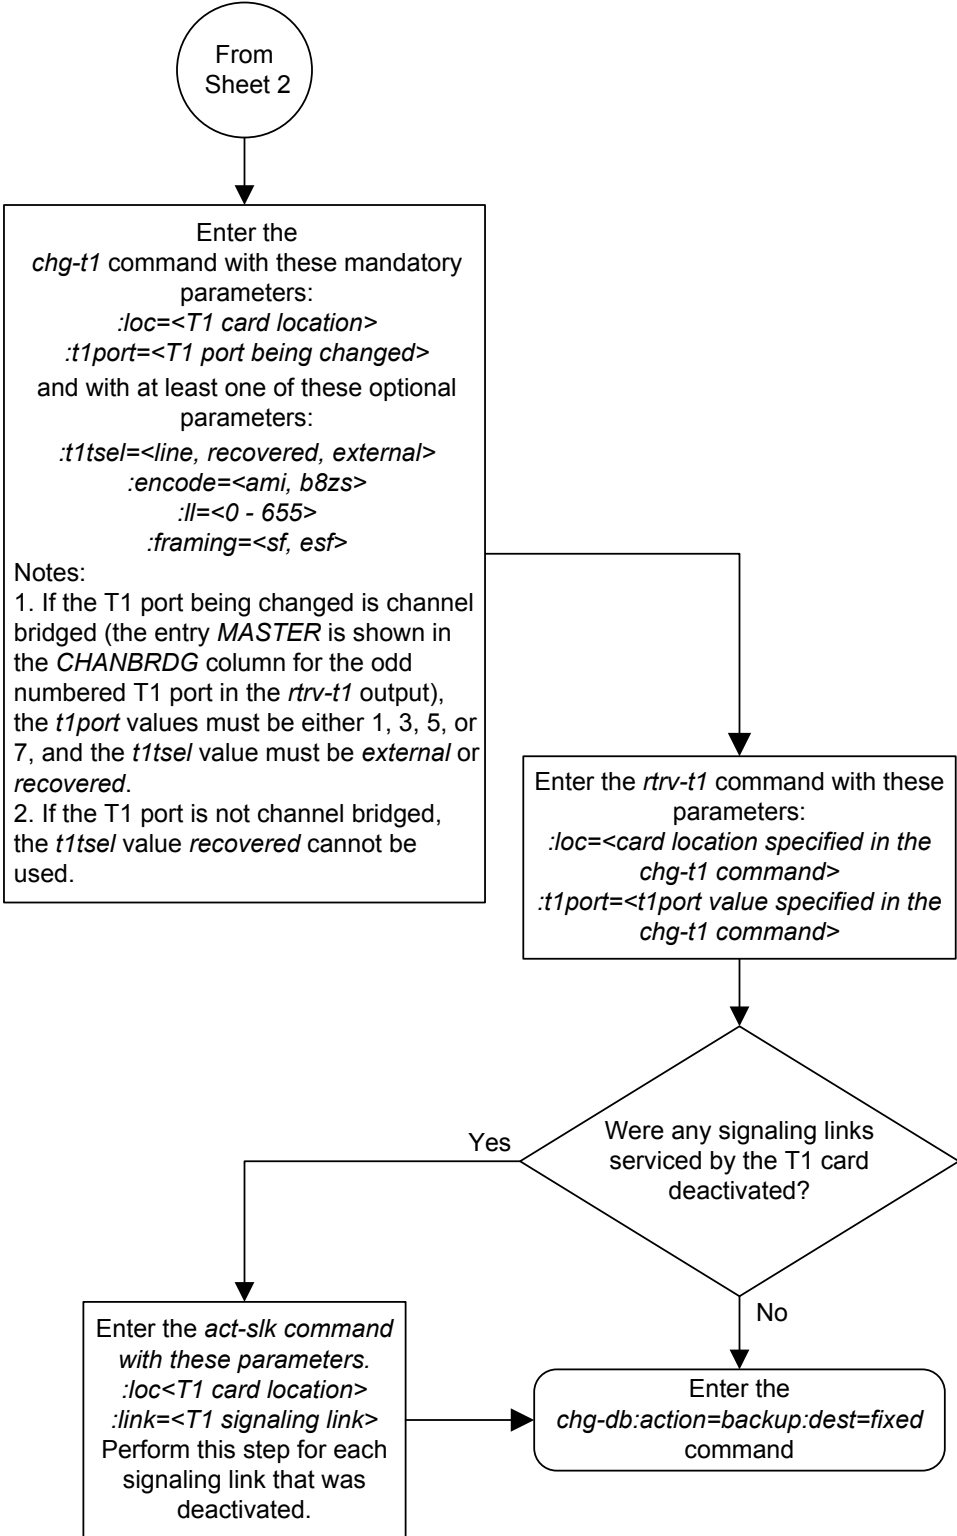 From
Sheet 2
Enter the
chg-t1 command with these mandatory
parameters:
:loc=<T1 card location>
:t1port=<T1 port being changed>
and with at least one of these optional
parameters:
:t1tsel=<line, recovered, external>
:encode=<ami, b8zs>
:ll=<0 - 655>
:framing=<sf, esf>
Notes:
1. If the T1 port being changed is channel
bridged (the entry MASTER is shown in
the CHANBRDG column for the odd
numbered T1 port in the rtrv-t1 output),
the t1port values must be either 1, 3, 5, or
7, and the t1tsel value must be external or
recovered.
2. If the T1 port is not channel bridged,
the t1tsel value recovered cannot be
used.
Enter the rtrv-t1 command with these
parameters:
:loc=<card location specified in the
chg-t1 command>
:t1port=<t1port value specified in the
chg-t1 command>
Were any signaling links
serviced by the T1 card
deactivated?
Yes
No
Enter the act-slk command
with these parameters.
:loc<T1 card location>
:link=<T1 signaling link>
Perform this step for each
signaling link that was
deactivated.
Enter the
chg-db:action=backup:dest=fixed
command